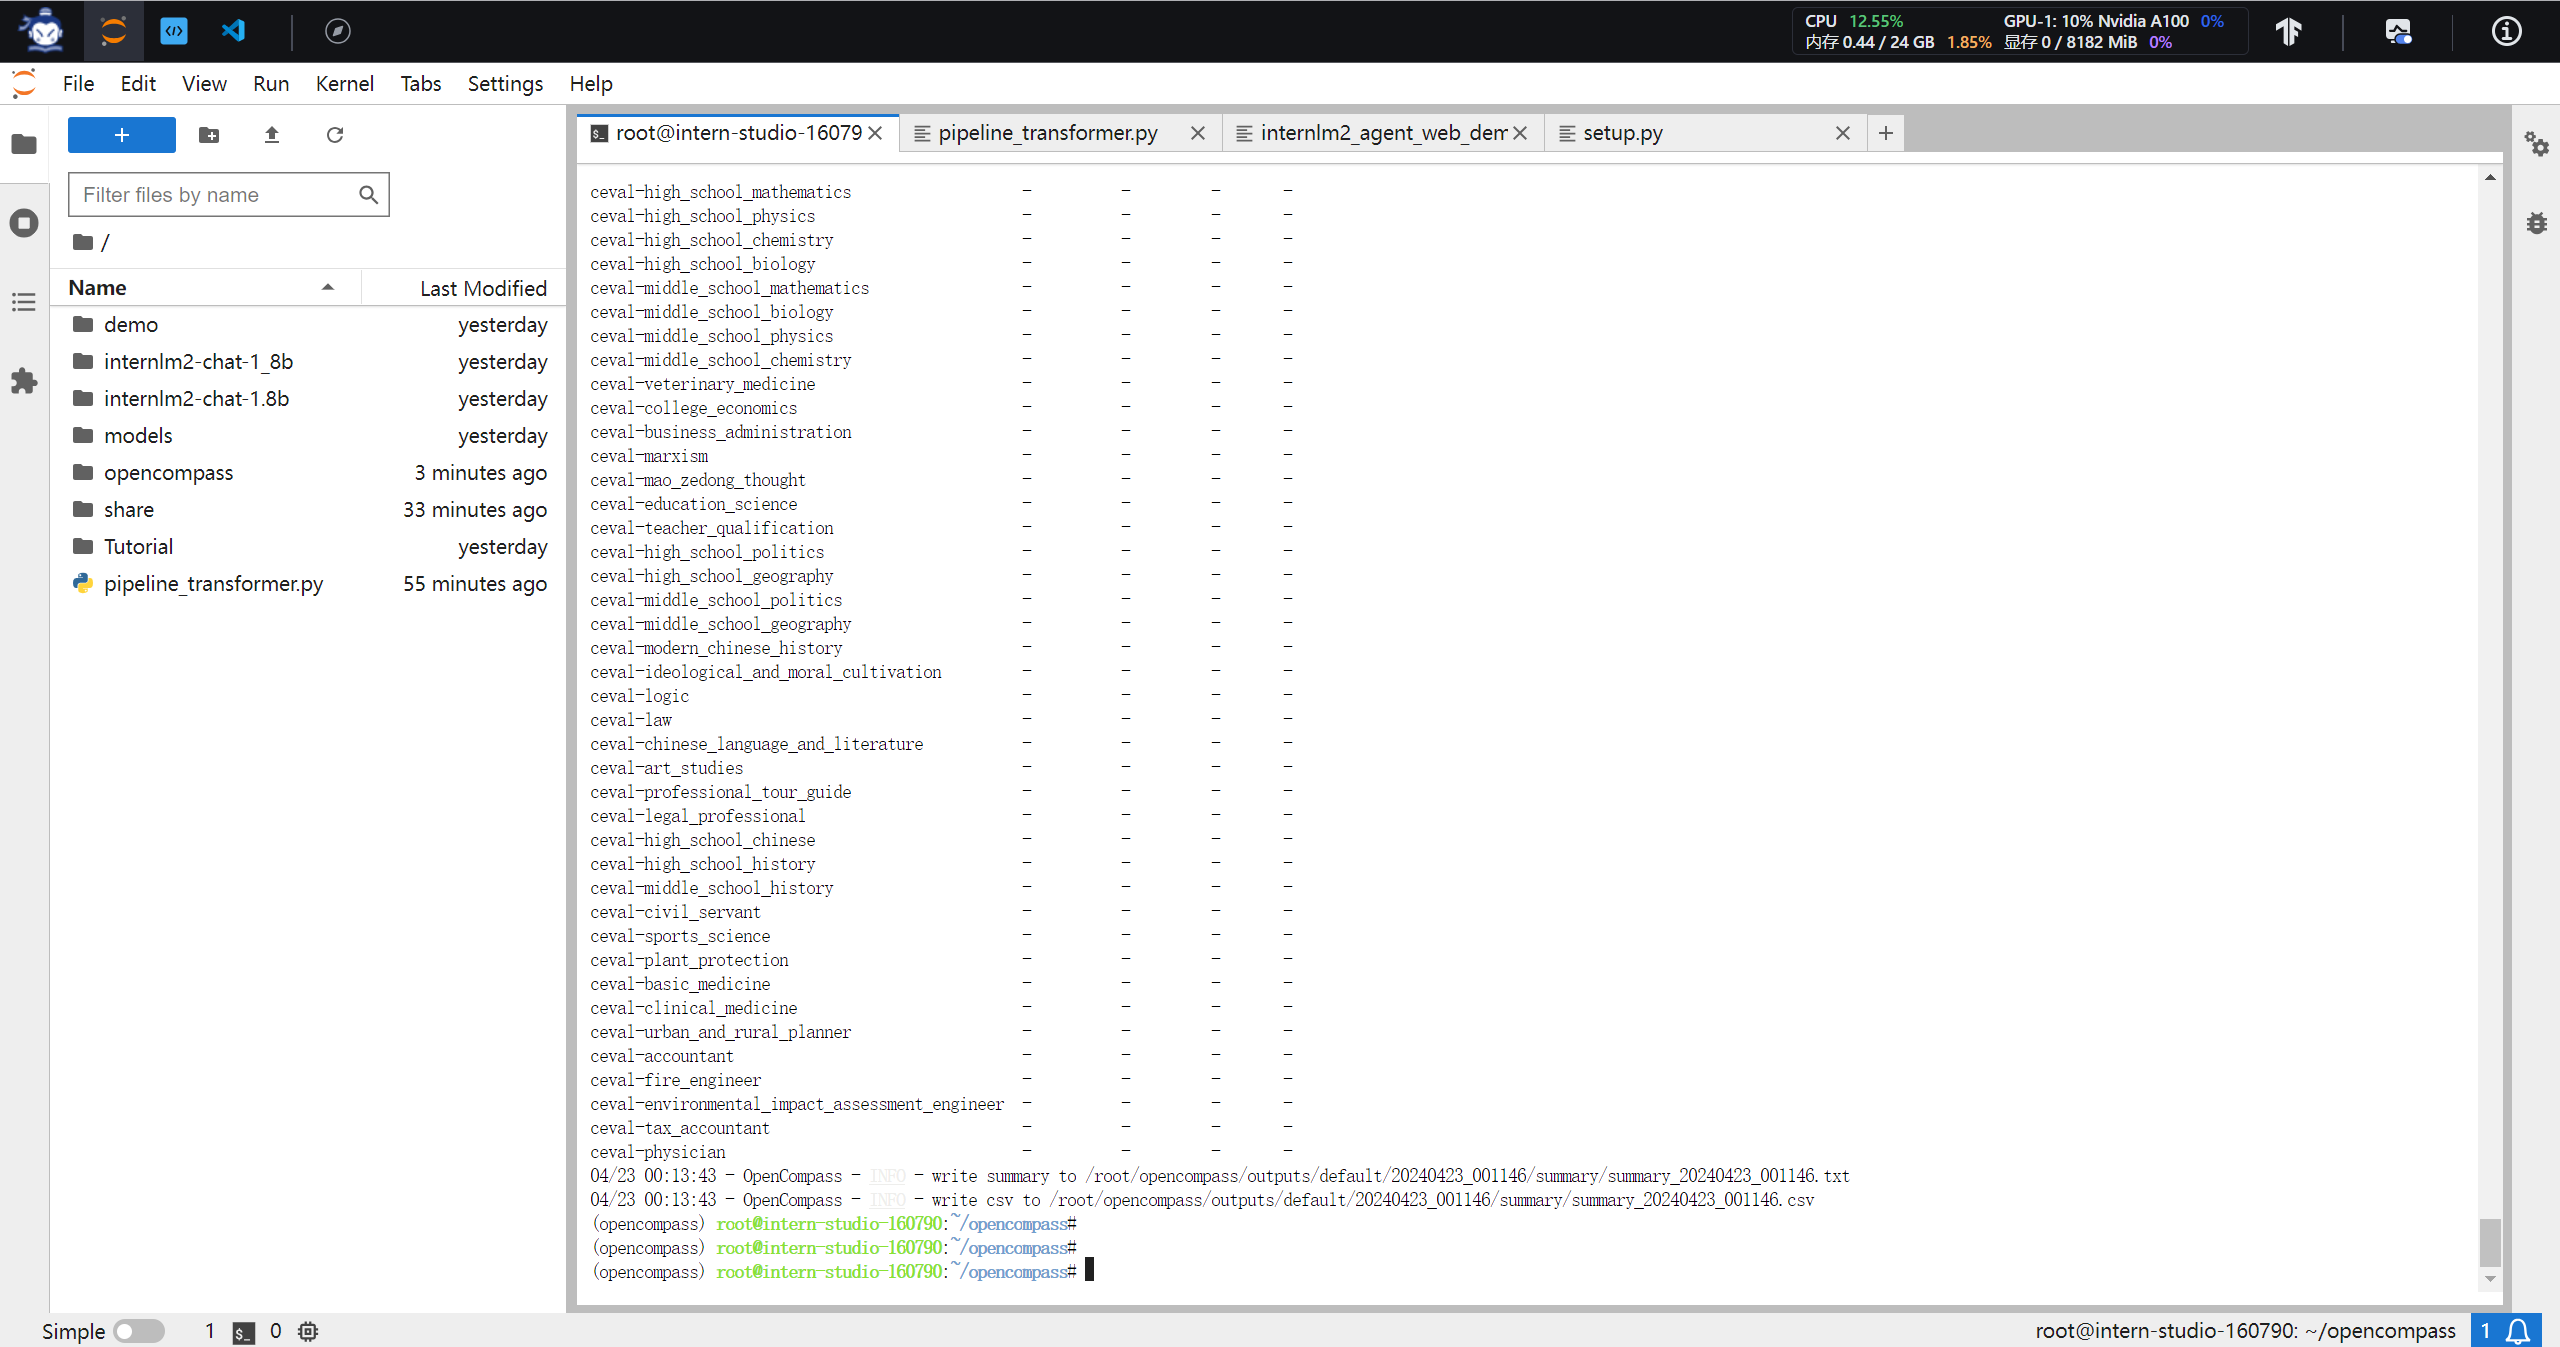 CPU 12.55% GPU-1: 10% Nvidia A100 0%
内存 0.44 / 24 GB 1.85% 显存 0 / 8182 MiB 0%
File Edit View Run Kernel Tabs Settings Help
+
Filter files by name
/
Name Last Modified
demo yesterday
internlm2-chat-1_8b yesterday
internlm2-chat-1.8b yesterday
models yesterday
opencompass 3 minutes ago
share 33 minutes ago
Tutorial yesterday
pipeline_transformer.py 55 minutes ago
root@intern-studio-16079 pipeline_transformer.py internlm2_agent_web_dem setup.py
ceval-high_school_mathematics - - - -
ceval-high_school_physics - - - -
ceval-high_school_chemistry - - - -
ceval-high_school_biology - - - -
ceval-middle_school_mathematics - - - -
ceval-middle_school_biology - - - -
ceval-middle_school_physics - - - -
ceval-middle_school_chemistry - - - -
ceval-veterinary_medicine - - - -
ceval-college_economics - - - -
ceval-business_administration - - - -
ceval-marxism - - - -
ceval-mao_zedong_thought - - - -
ceval-education_science - - - -
ceval-teacher_qualification - - - -
ceval-high_school_politics - - - -
ceval-high_school_geography - - - -
ceval-middle_school_politics - - - -
ceval-middle_school_geography - - - -
ceval-modern_chinese_history - - - -
ceval-ideological_and_moral_cultivation - - - -
ceval-logic - - - -
ceval-law - - - -
ceval-chinese_language_and_literature - - - -
ceval-art_studies - - - -
ceval-professional_tour_guide - - - -
ceval-legal_professional - - - -
ceval-high_school_chinese - - - -
ceval-high_school_history - - - -
ceval-middle_school_history - - - -
ceval-civil_servant - - - -
ceval-sports_science - - - -
ceval-plant_protection - - - -
ceval-basic_medicine - - - -
ceval-clinical_medicine - - - -
ceval-urban_and_rural_planner - - - -
ceval-accountant - - - -
ceval-fire_engineer - - - -
ceval-environmental_impact_assessment_engineer - - - -
ceval-tax_accountant - - - -
ceval-physician - - - -
04/23 00:13:43 - OpenCompass - INFO - write summary to /root/opencompass/outputs/default/20240423_001146/summary/summary_20240423_001146.txt
04/23 00:13:43 - OpenCompass - INFO - write csv to /root/opencompass/outputs/default/20240423_001146/summary/summary_20240423_001146.csv
(opencompass) root@intern-studio-160790:~/opencompass#
(opencompass) root@intern-studio-160790:~/opencompass#
(opencompass) root@intern-studio-160790:~/opencompass#
Simple 1 0 root@intern-studio-160790: ~/opencompass 1